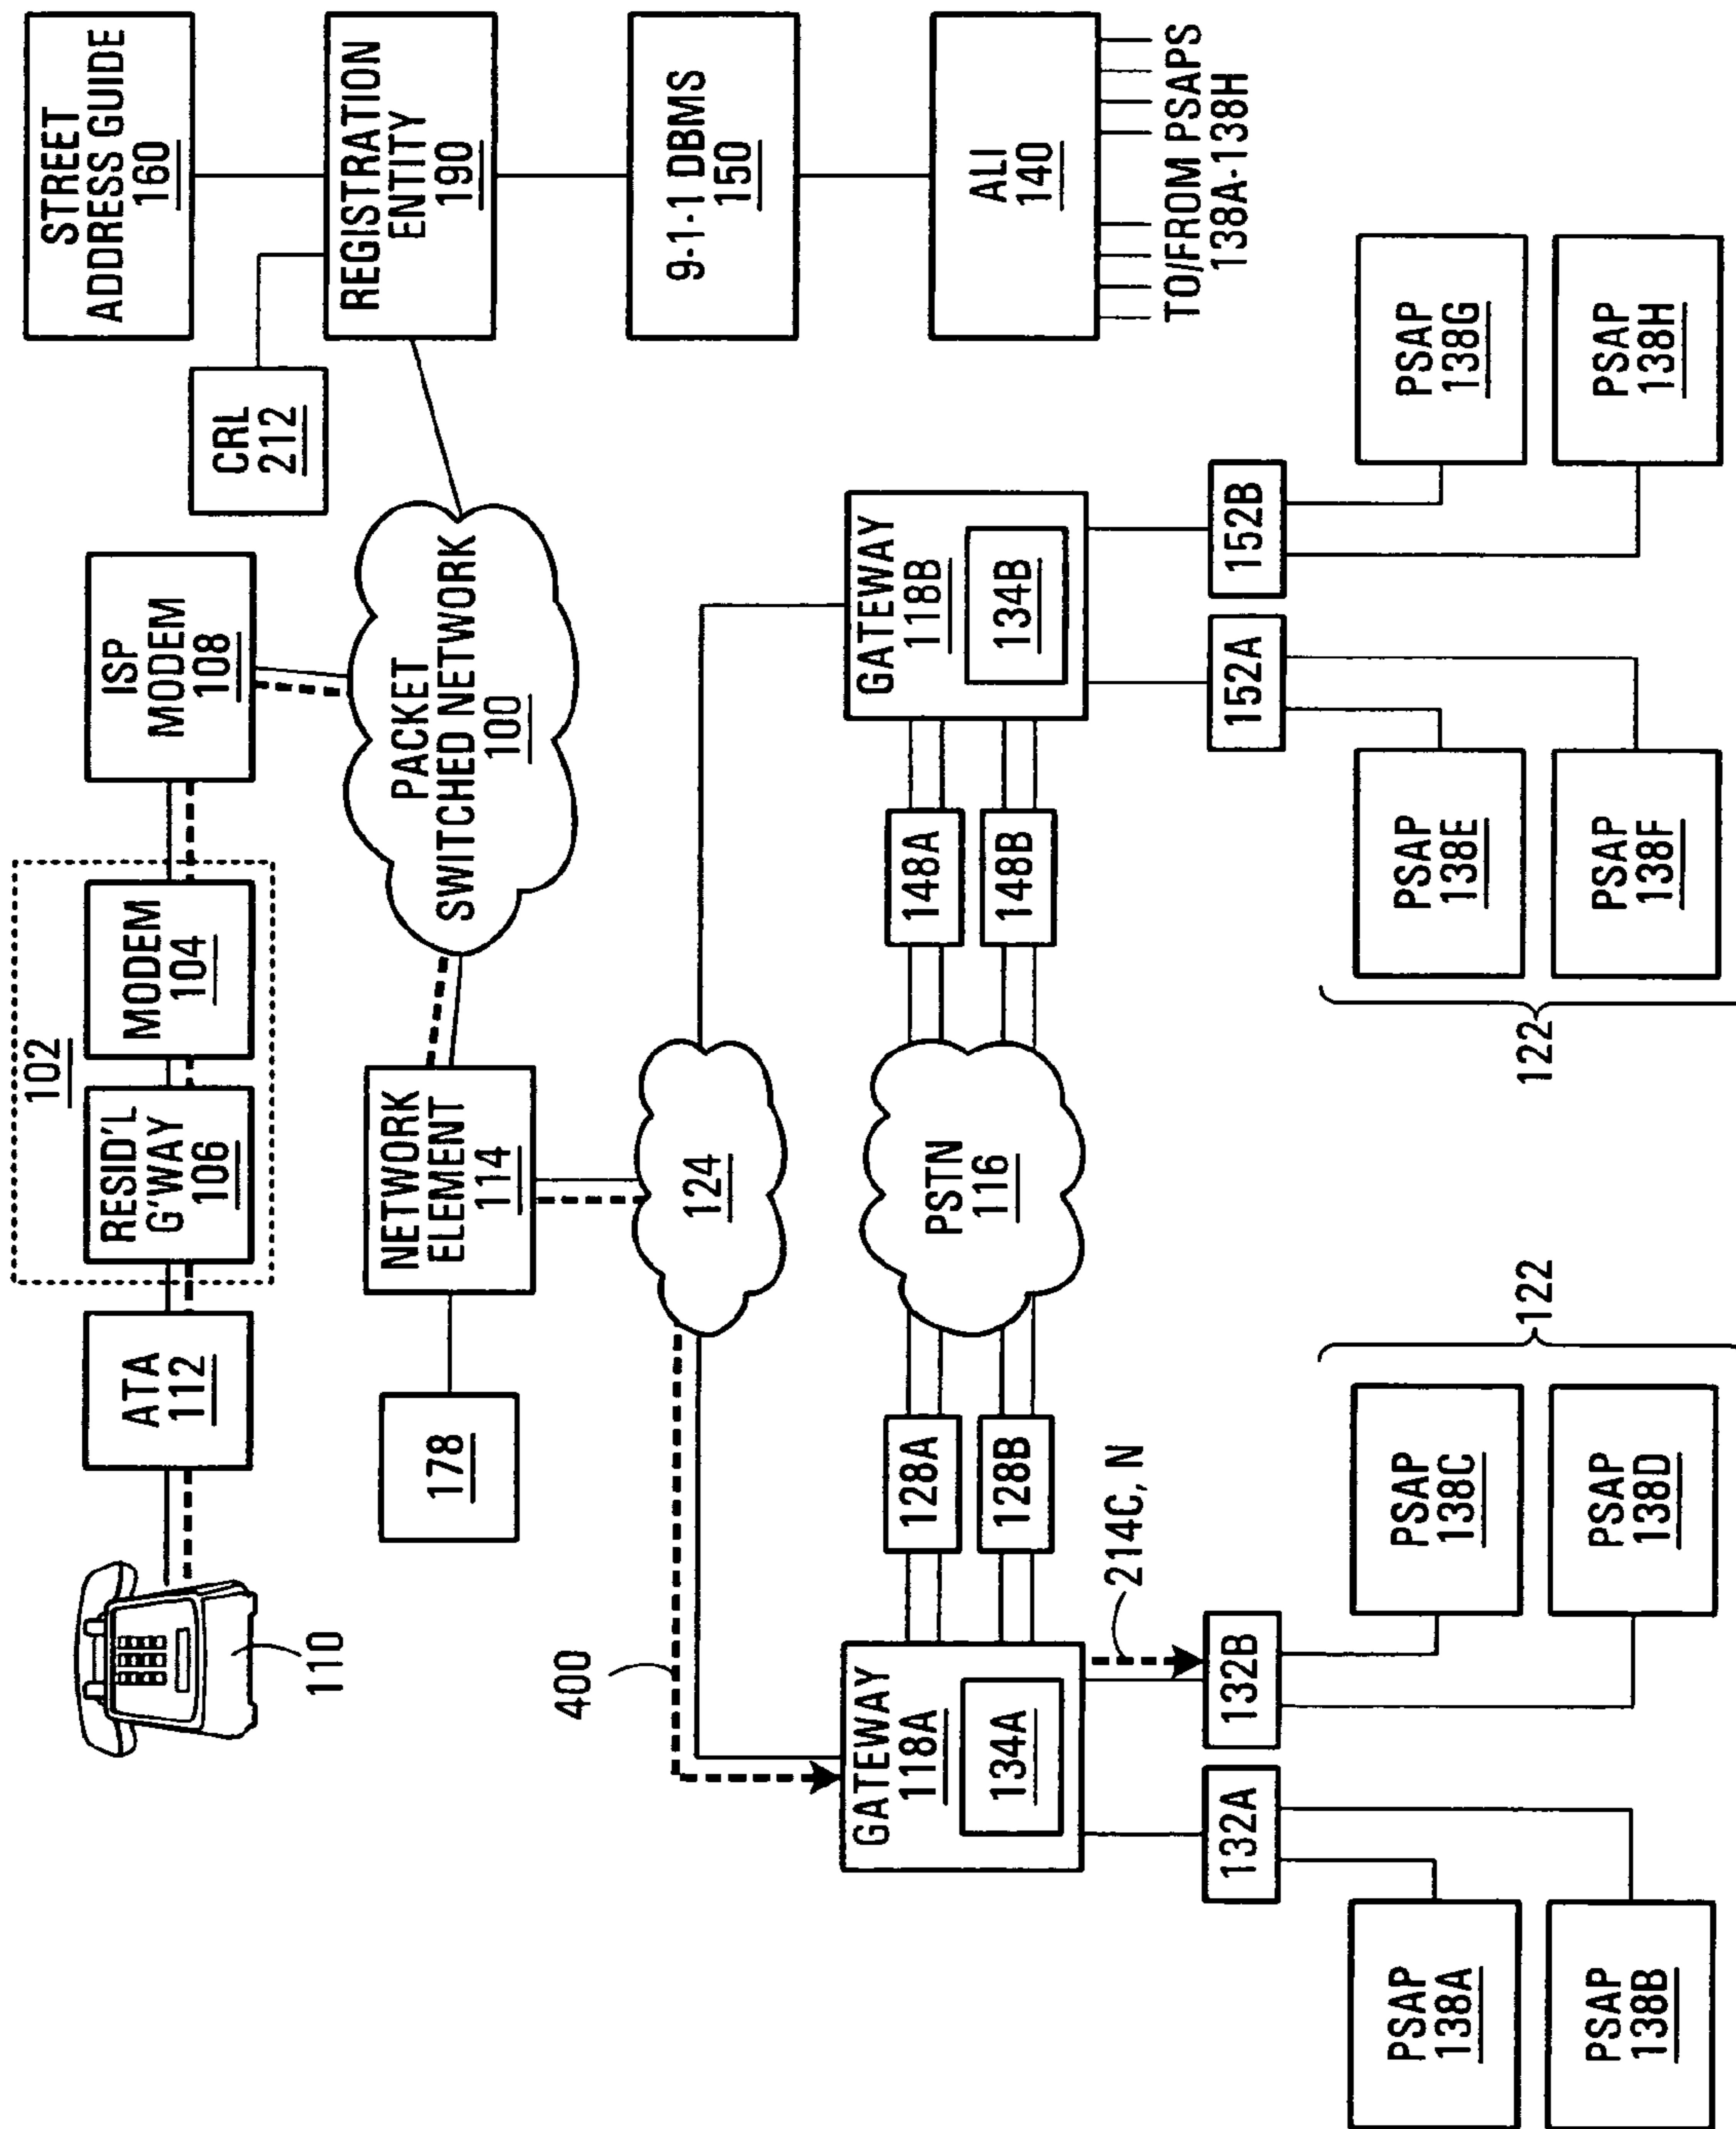 102
110
ATA
112
RESID'L
G'WAY
106
MODEM
104
ISP
MODEM
108
CRL
212
STREET
ADDRESS GUIDE
160
REGISTRATION
ENTITY
190
9-1-1 DBMS
150
ALI
140
TO/FROM PSAPS
138A-138H
178
NETWORK
ELEMENT
114
PACKET
SWITCHED NETWORK
100
400
124
GATEWAY
118A
134A
128A
128B
PSTN
116
148A
148B
GATEWAY
118B
134B
214C, N
132A
132B
152A
152B
PSAP
138A
PSAP
138B
PSAP
138C
PSAP
138D
122
PSAP
138E
PSAP
138F
122
PSAP
138G
PSAP
138H